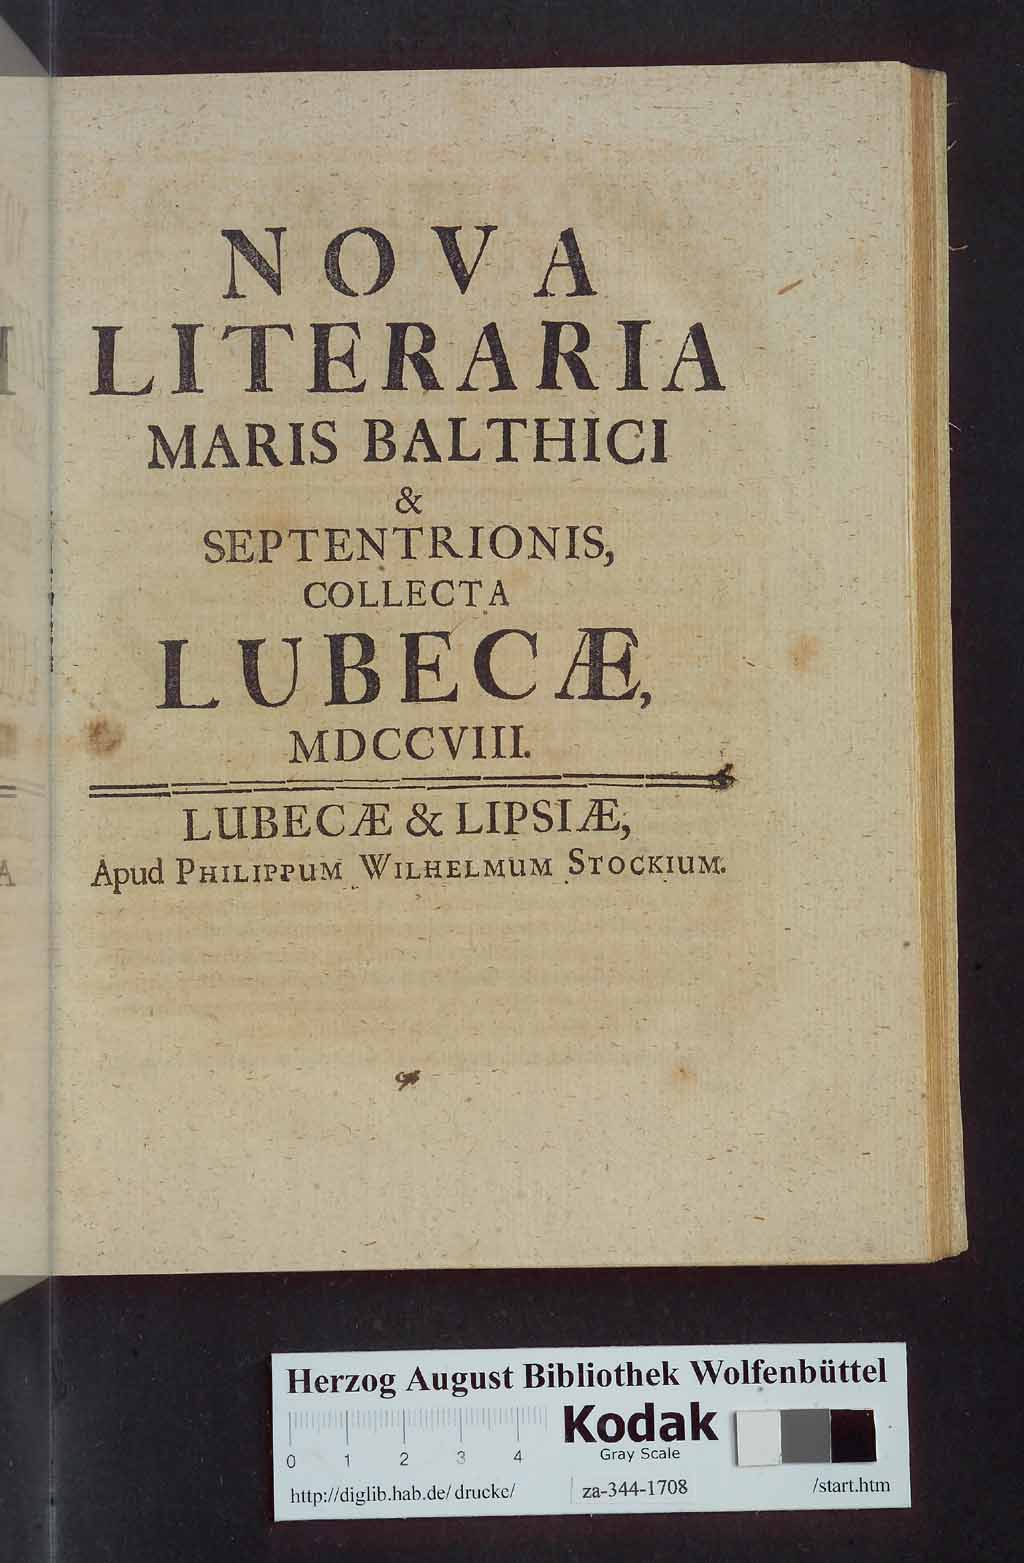 NOVA
LITERARIA
MARIS BALTHICI
&
SEPTENTRIONIS,
COLLECTA
LUBECÆ,
MDCCVIII.
LUBECÆ & LIPSIÆ,
Apud PHILIPPUM WILHELMUM STOCKIUM.
Herzog August Bibliothek Wolfenbüttel
0 1 2 3 4
Kodak
Gray Scale
http://diglib.hab.de/drucke/ za-344-1708 /start.htm